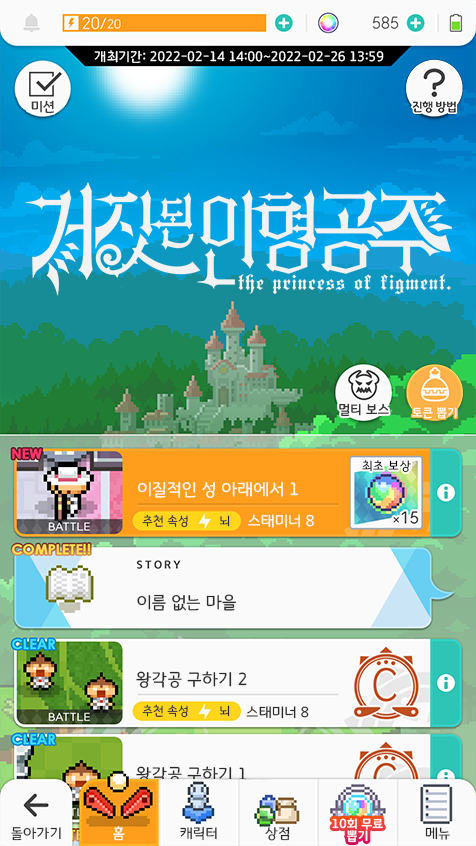 20/20
585
개최기간: 2022-02-14 14:00~2022-02-26 13:59
미션
?
진행 방법
거짓된 인형공주
the princess of figment.
멀티 보스
토큰 뽑기
NEW
BATTLE
이질적인 성 아래에서 1
추천 속성 뇌 스태미너 8
최초 보상
×15
COMPLETE!!
STORY
이름 없는 마을
CLEAR
BATTLE
왕각공 구하기 2
추천 속성 뇌 스태미너 8
C
CLEAR
왕각공 구하기 1
돌아가기
홈
캐릭터
상점
10회 무료
뽑기
메뉴